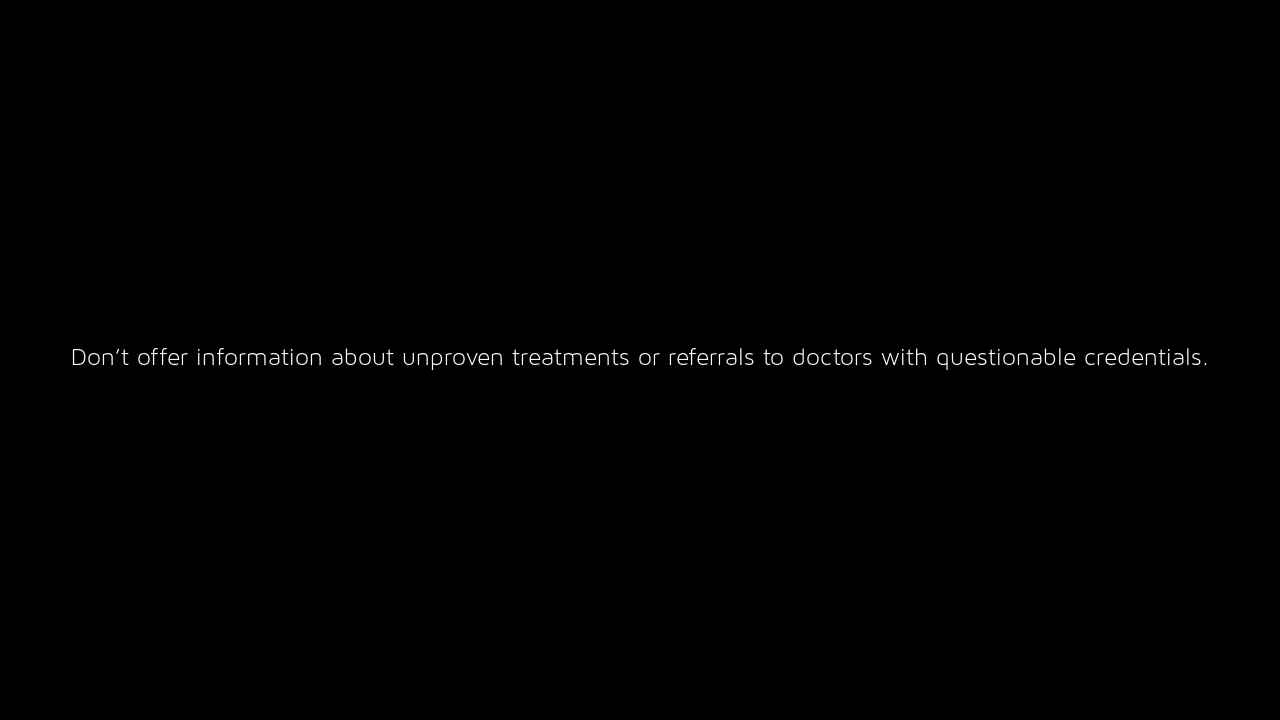 Don’t offer information about unproven treatments or referrals to doctors with questionable credentials.